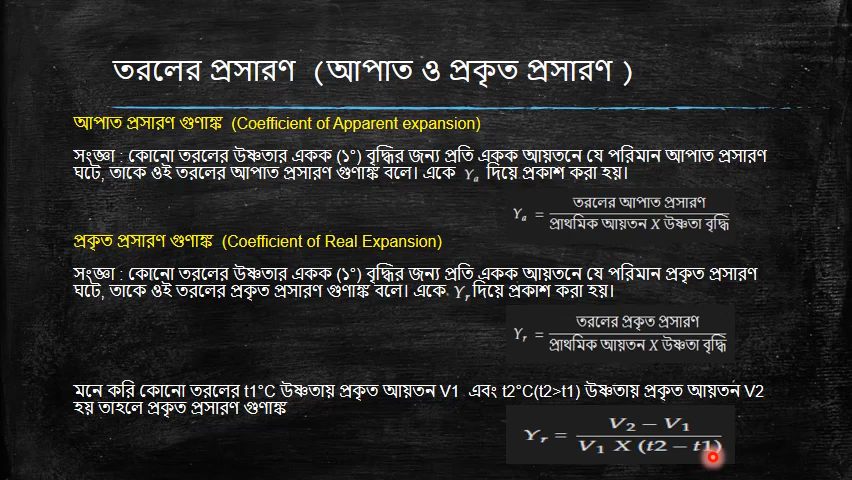 তরলের প্রসারণ (আপাত ও প্রকৃত প্রসারণ )
আপাত প্রসারণ গুণাঙ্ক (Coefficient of Apparent expansion)
সংজ্ঞা : কোনো তরলের উষ্ণতার একক (১°) বৃদ্ধির জন্য প্রতি একক আয়তনে যে পরিমান আপাত প্রসারণ
ঘটে, তাকে ওই তরলের আপাত প্রসারণ গুণাঙ্ক বলে। একে Yₐ দিয়ে প্রকাশ করা হয়।
Yₐ = তরলের আপাত প্রসারণ / প্রাথমিক আয়তন X উষ্ণতা বৃদ্ধি
প্রকৃত প্রসারণ গুণাঙ্ক (Coefficient of Real Expansion)
সংজ্ঞা : কোনো তরলের উষ্ণতার একক (১°) বৃদ্ধির জন্য প্রতি একক আয়তনে যে পরিমান প্রকৃত প্রসারণ
ঘটে, তাকে ওই তরলের প্রকৃত প্রসারণ গুণাঙ্ক বলে। একে Yᵣ দিয়ে প্রকাশ করা হয়।
Yᵣ = তরলের প্রকৃত প্রসারণ / প্রাথমিক আয়তন X উষ্ণতা বৃদ্ধি
মনে করি কোনো তরলের t1°C উষ্ণতায় প্রকৃত আয়তন V1 এবং t2°C(t2>t1) উষ্ণতায় প্রকৃত আয়তন V2
হয় তাহলে প্রকৃত প্রসারণ গুণাঙ্ক
Yᵣ = V₂ − V₁ / V₁ X (t2 − t1)